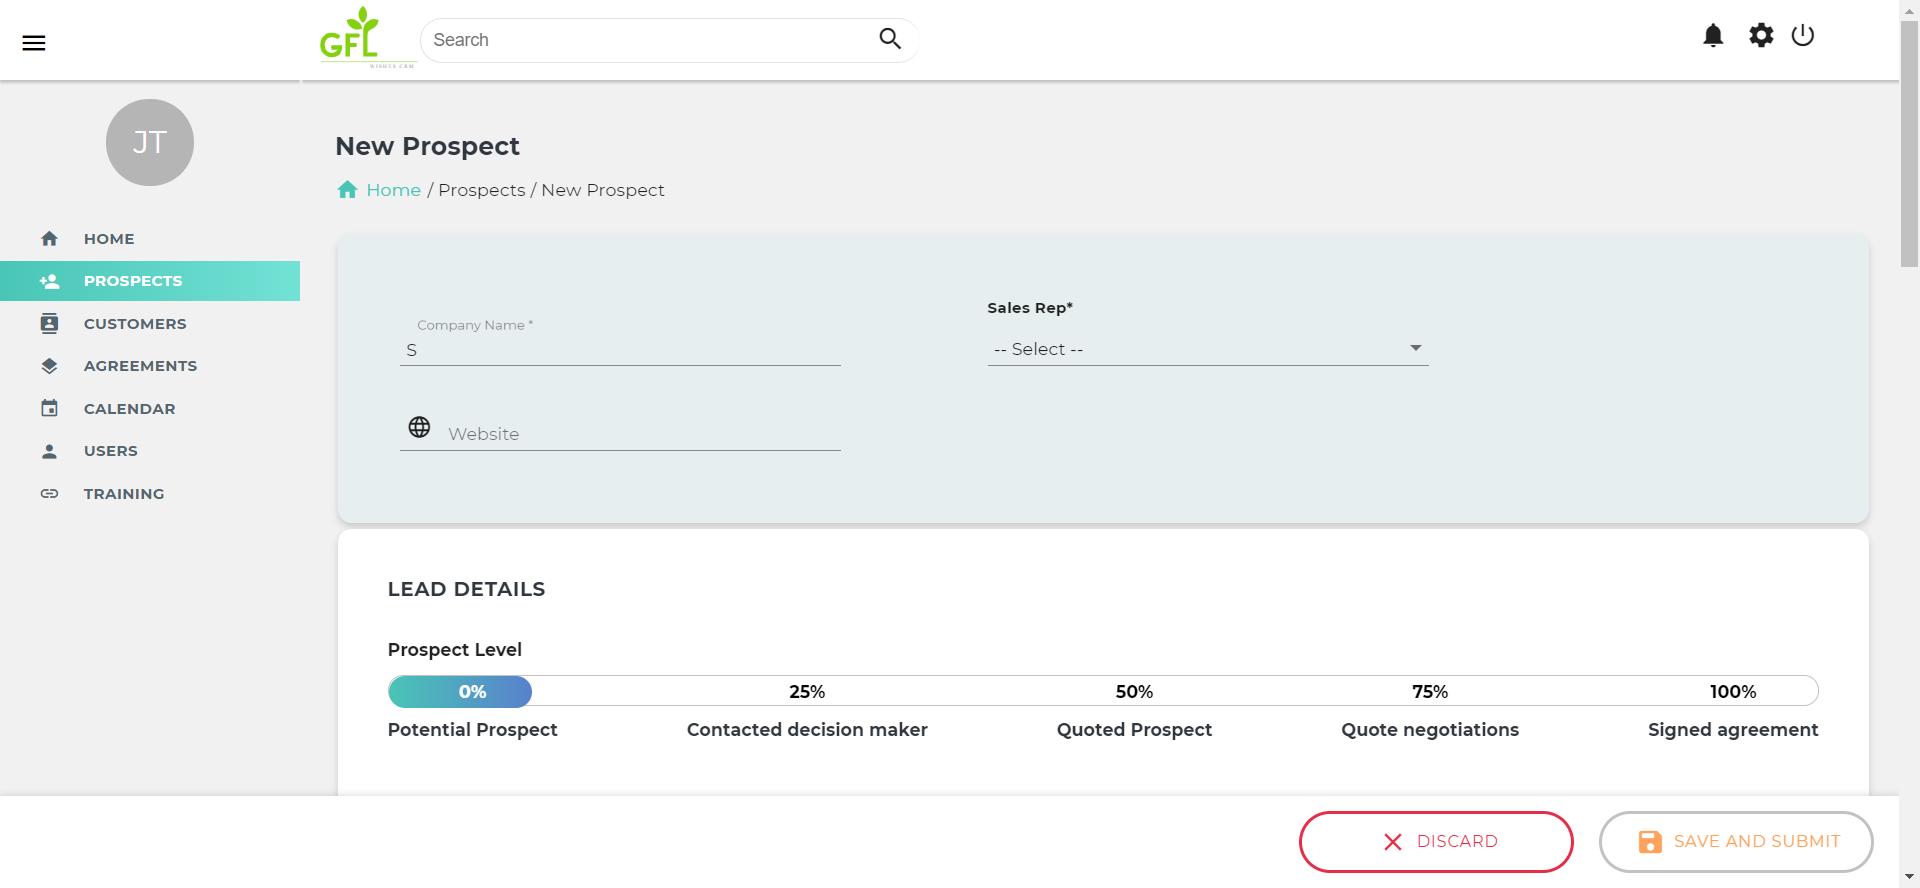 GFL
WISHES CRM
Search
JT
HOME
PROSPECTS
CUSTOMERS
AGREEMENTS
CALENDAR
USERS
TRAINING
New Prospect
Home / Prospects / New Prospect
Company Name *
S
Sales Rep*
-- Select --
Website
LEAD DETAILS
Prospect Level
0% 25% 50% 75% 100%
Potential Prospect Contacted decision maker Quoted Prospect Quote negotiations Signed agreement
DISCARD
SAVE AND SUBMIT